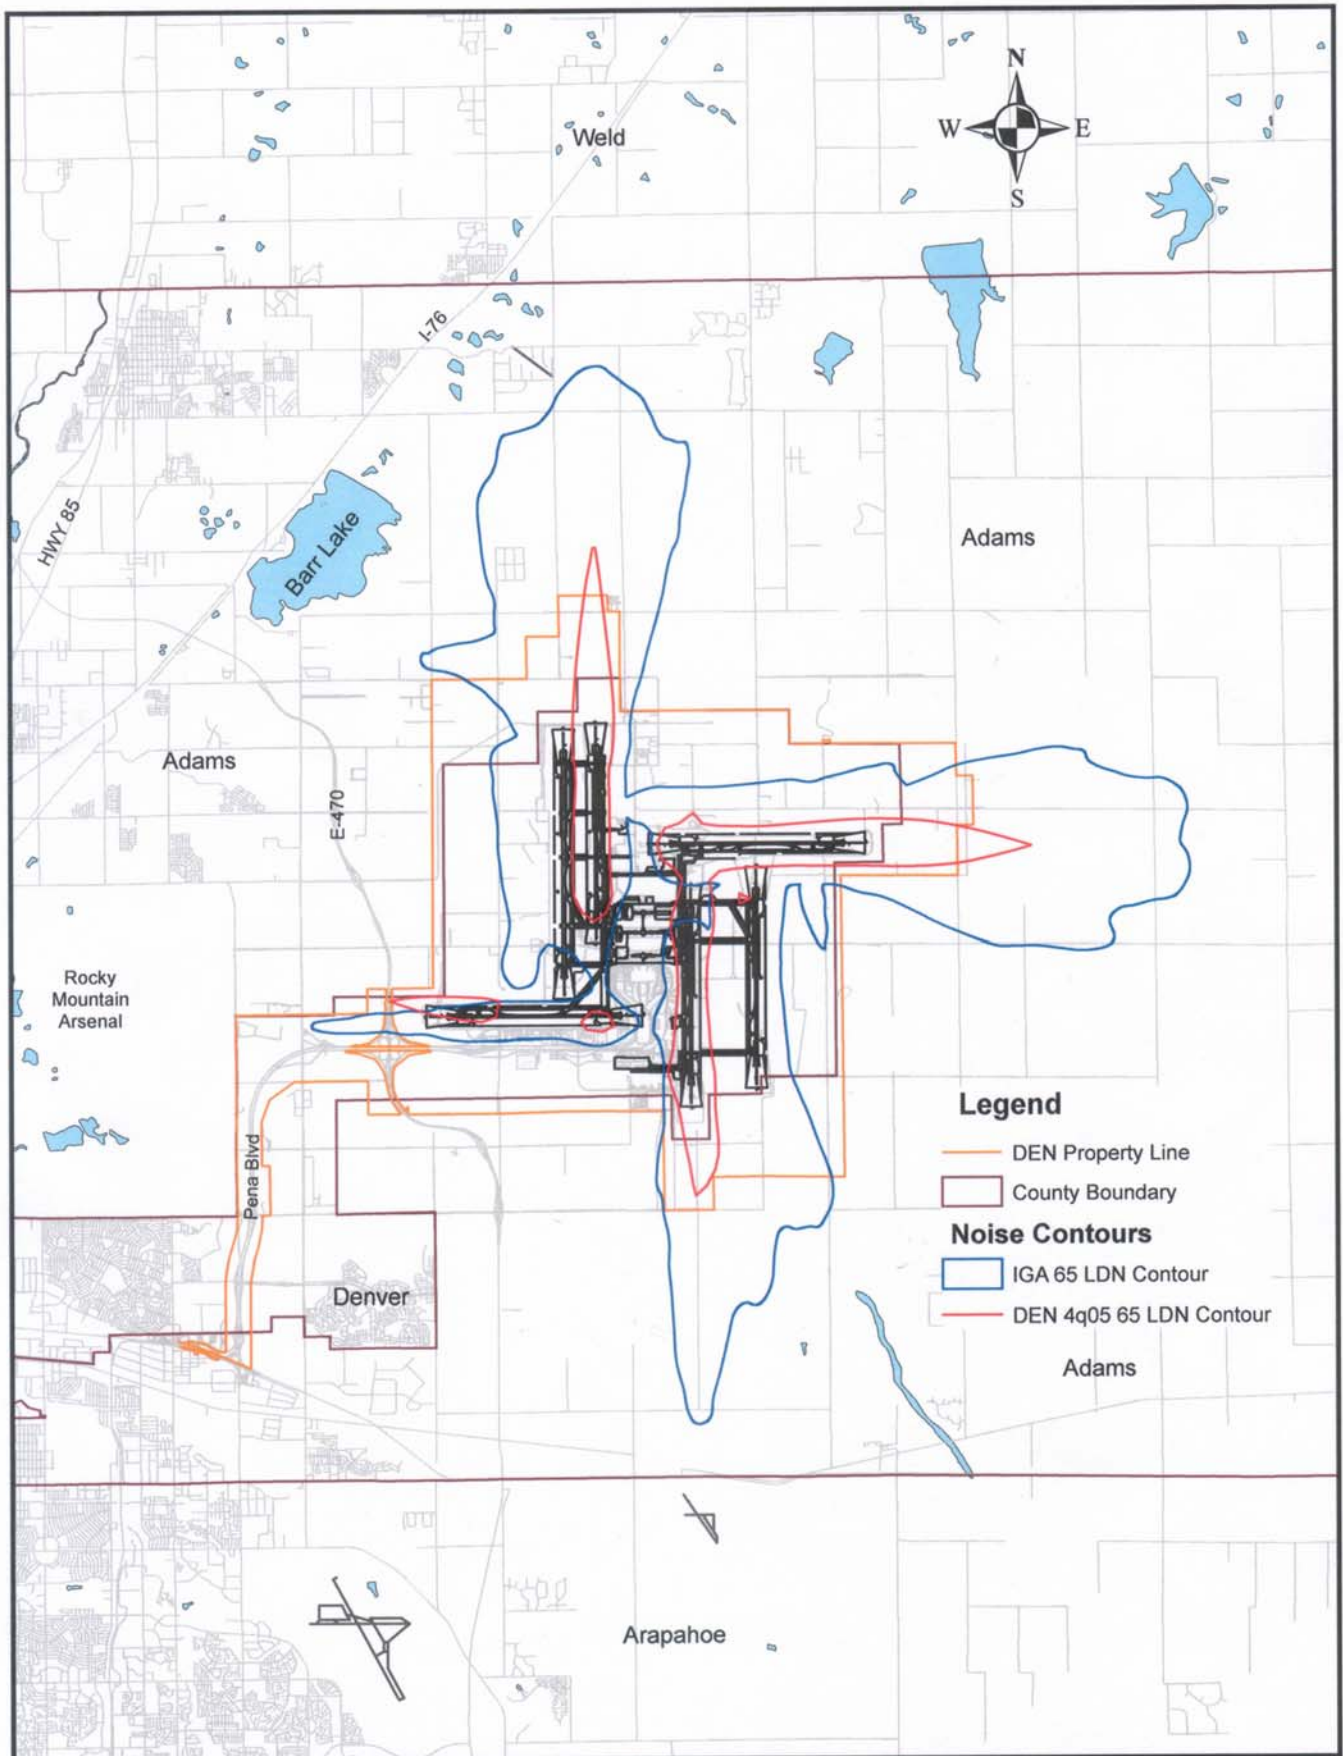 N
W E
S
Weld
I-76
HWY 85
Barr Lake
Adams
Adams
E-470
Rocky
Mountain
Arsenal
Pena Blvd
Denver
Legend
DEN Property Line
County Boundary
Noise Contours
IGA 65 LDN Contour
DEN 4q05 65 LDN Contour
Adams
Arapahoe